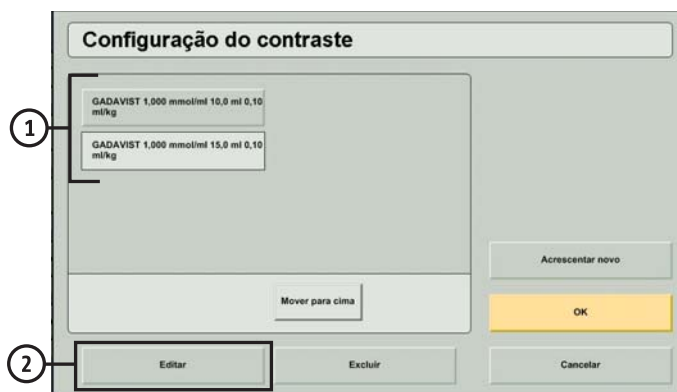 Configuração do contraste
1
GADAVIST 1,000 mmol/ml 10,0 ml 0,10
ml/kg
GADAVIST 1,000 mmol/ml 15,0 ml 0,10
ml/kg
Acrescentar novo
Mover para cima
OK
2
Editar
Excluir
Cancelar